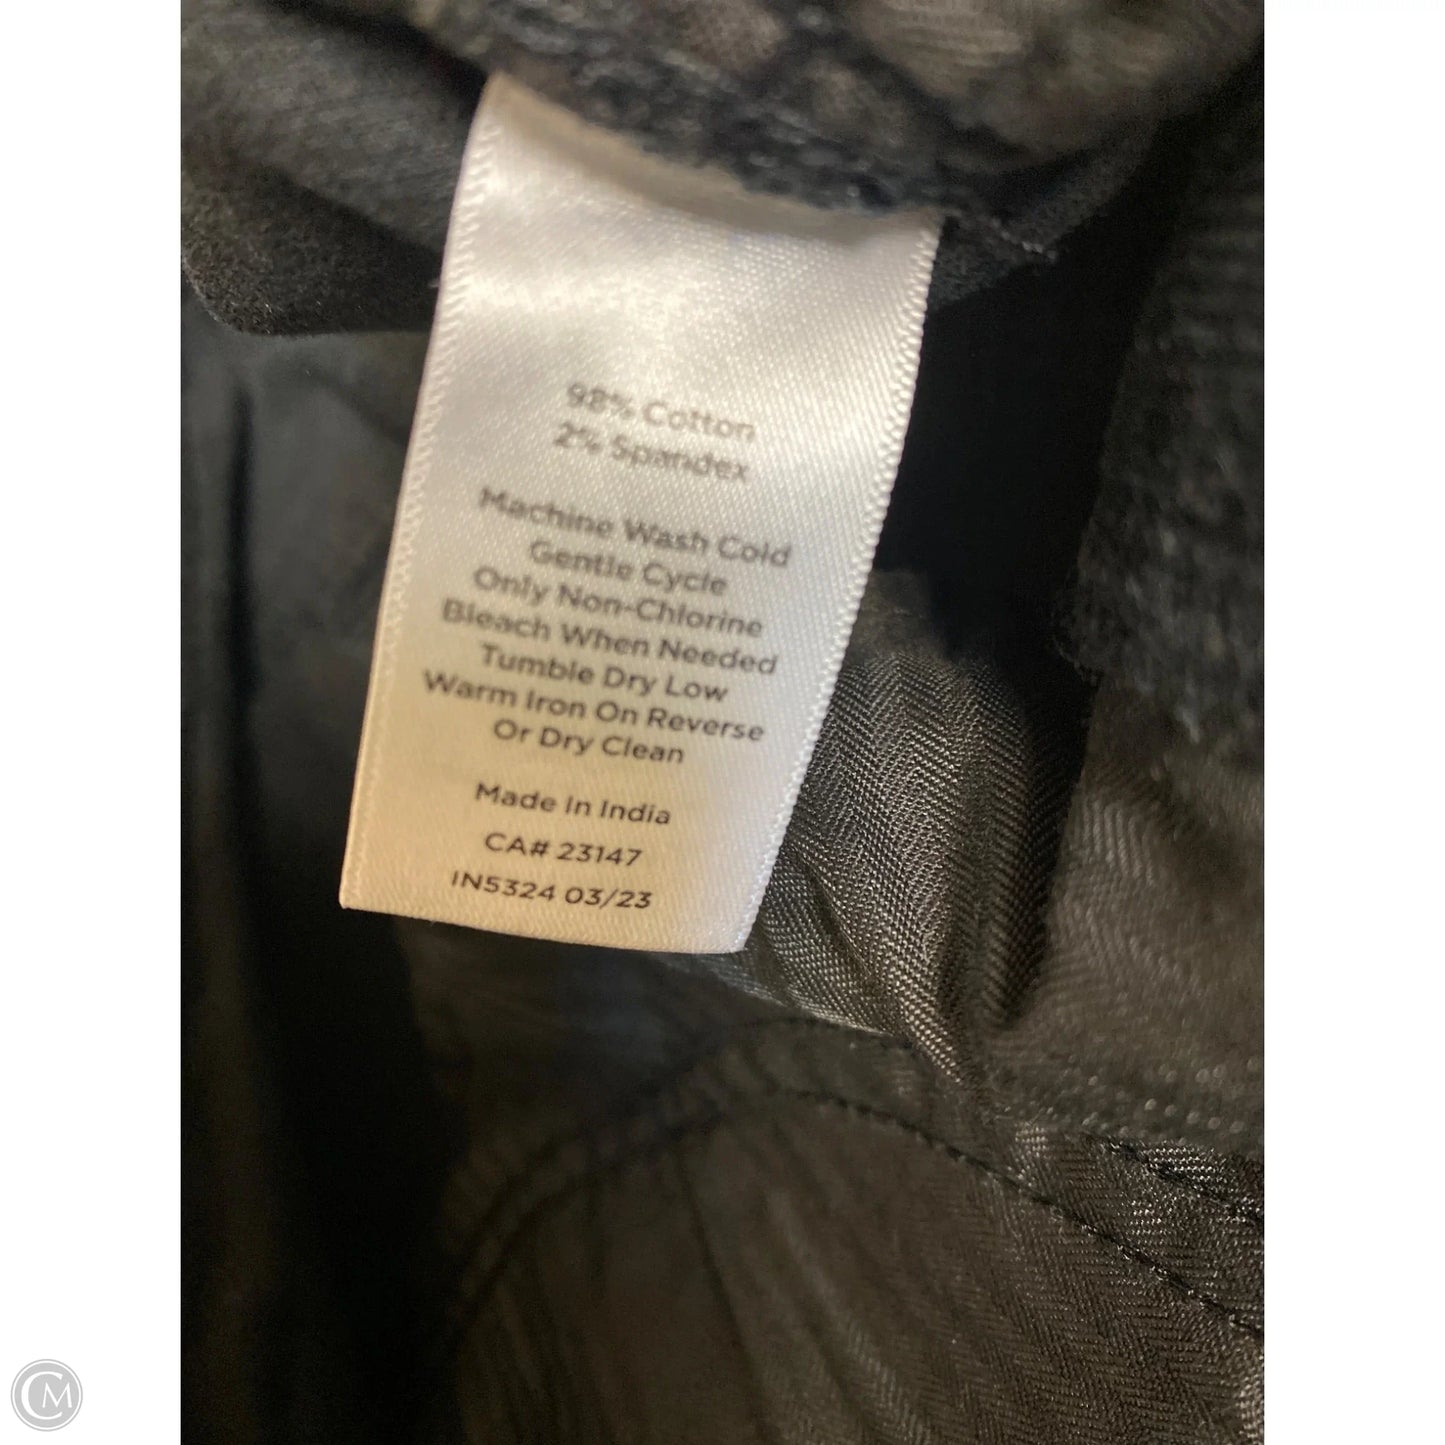 98% Cotton
2% Spandex
Machine Wash Cold
Gentle Cycle
Only Non-Chlorine
Bleach When Needed
Tumble Dry Low
Warm Iron On Reverse
Or Dry Clean
Made In India
CA# 23147
IN5324 03/23
CM